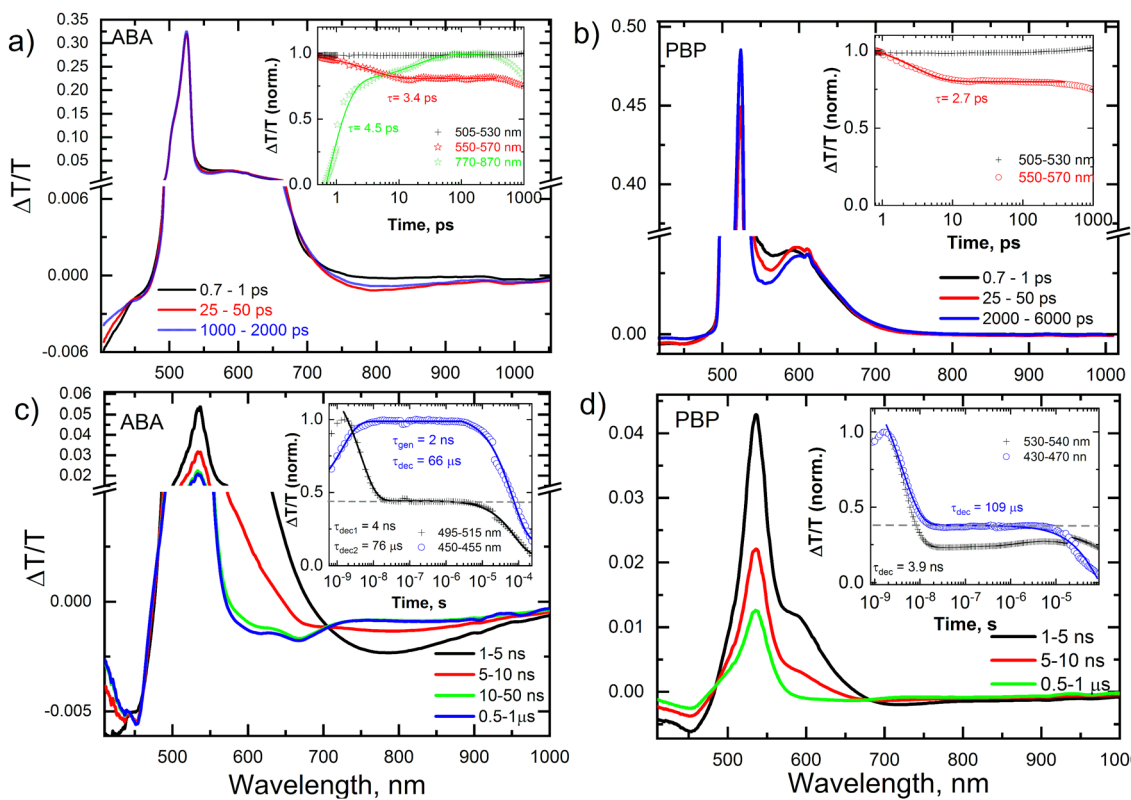 a)
ABA
0.35
0.30
0.25
0.20
0.15
0.10
0.05
0.006
0.000
-0.006
ΔT/T
400 500 600 700 800 900 1000
0.7 - 1 ps
25 - 50 ps
1000 - 2000 ps
1.0
0.5
0.0
ΔT/T (norm.)
τ= 3.4 ps
τ= 4.5 ps
505-530 nm
550-570 nm
770-870 nm
1 10 100 1000
Time, ps
b)
PBP
0.50
0.45
0.40
0.00
500 600 700 800 900 1000
0.7 - 1 ps
25 - 50 ps
2000 - 6000 ps
1.0
0.5
0.0
ΔT/T (norm.)
τ= 2.7 ps
505-530 nm
550-570 nm
1 10 100 1000
Time, ps
c)
ABA
0.06
0.05
0.04
0.03
0.02
0.000
-0.005
ΔT/T
500 600 700 800 900 1000
Wavelength, nm
1-5 ns
5-10 ns
10-50 ns
0.5-1μs
1.0
0.5
0.0
ΔT/T (norm.)
τgen = 2 ns
τdec = 66 μs
τdec1 = 4 ns
τdec2 = 76 μs
495-515 nm
450-455 nm
10-9 10-8 10-7 10-6 10-5 10-4
Time, s
d)
PBP
0.04
0.03
0.02
0.01
0.00
500 600 700 800 900 1000
Wavelength, nm
1-5 ns
5-10 ns
0.5-1 μs
1.0
0.5
0.0
ΔT/T (norm.)
530-540 nm
430-470 nn
τdec = 109 μs
τdec = 3.9 ns
10-9 10-8 10-7 10-6 10-5
Time, s